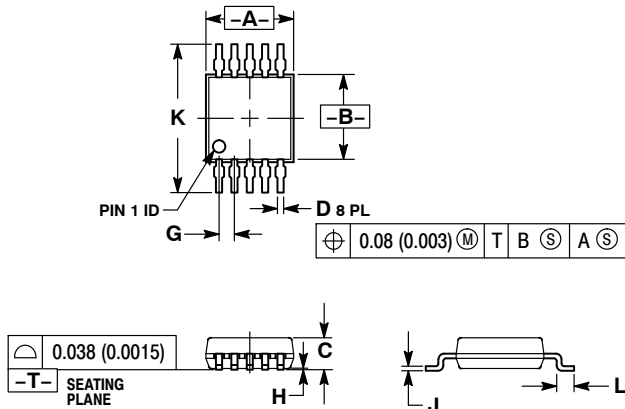 –A–
K
–B–
PIN 1 ID
D 8 PL
G
⌖ 0.08 (0.003) Ⓜ T B Ⓢ A Ⓢ
⌓ 0.038 (0.0015)
–T– SEATING
PLANE
C
H
J
L